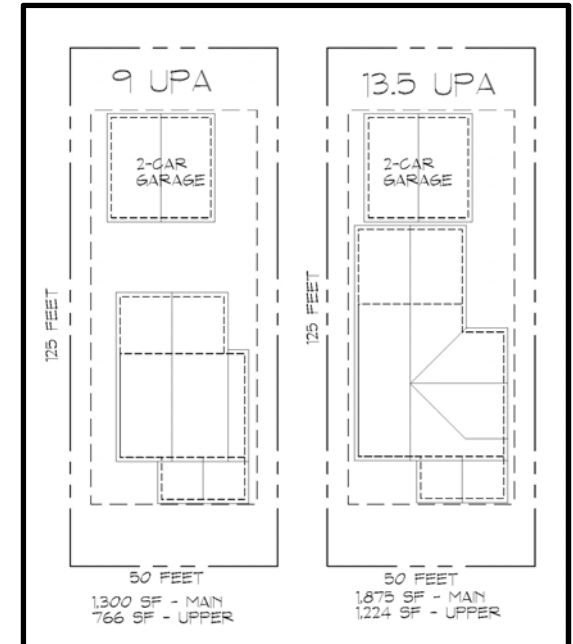 9 UPA
2-CAR
GARAGE
125 FEET
50 FEET
1,300 SF - MAIN
766 SF - UPPER
13.5 UPA
2-CAR
GARAGE
125 FEET
50 FEET
1,875 SF - MAIN
1,224 SF - UPPER